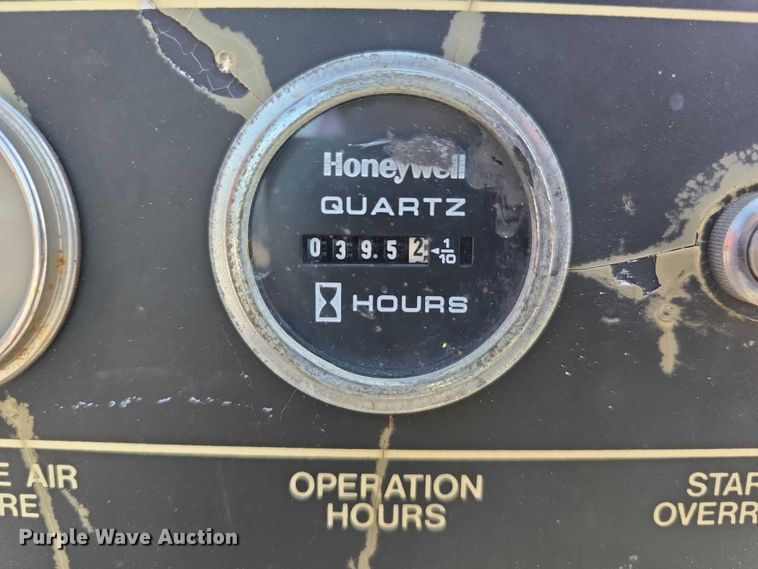 Honeywell
QUARTZ
0 3 9 5 2 ◄ 1/10
HOURS
E AIR
RE
OPERATION
HOURS
STAR
OVERR
Purple Wave Auction